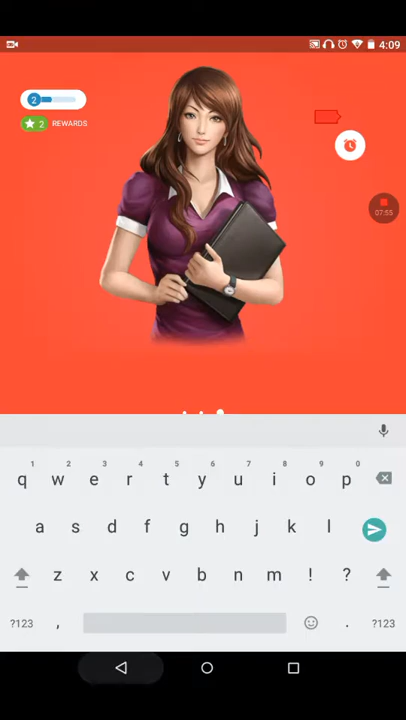 4:09
2
2 REWARDS
07:55
1 2 3 4 5 6 7 8 9 0
q w e r t y u i o p
a s d f g h j k l
z x c v b n m ! ?
?123 , . ?123